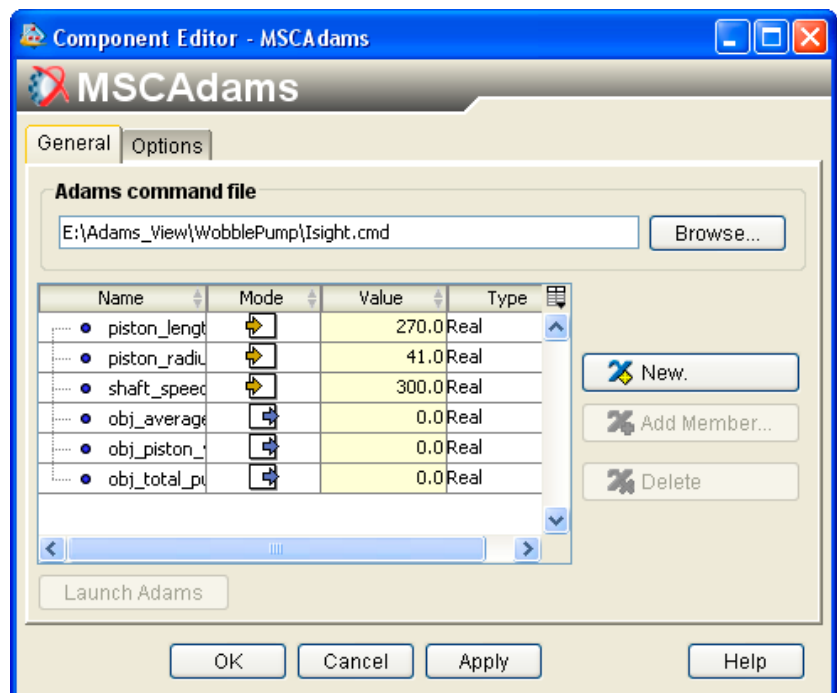 Component Editor - MSCAdams
MSCAdams
General Options
Adams command file
E:\Adams_View\WobblePump\Isight.cmd Browse...
Name Mode Value Type
piston_lengt 270.0 Real
piston_radiu 41.0 Real
shaft_speed 300.0 Real
obj_average 0.0 Real
obj_piston_ 0.0 Real
obj_total_pu 0.0 Real
New.
Add Member...
Delete
Launch Adams
OK Cancel Apply Help